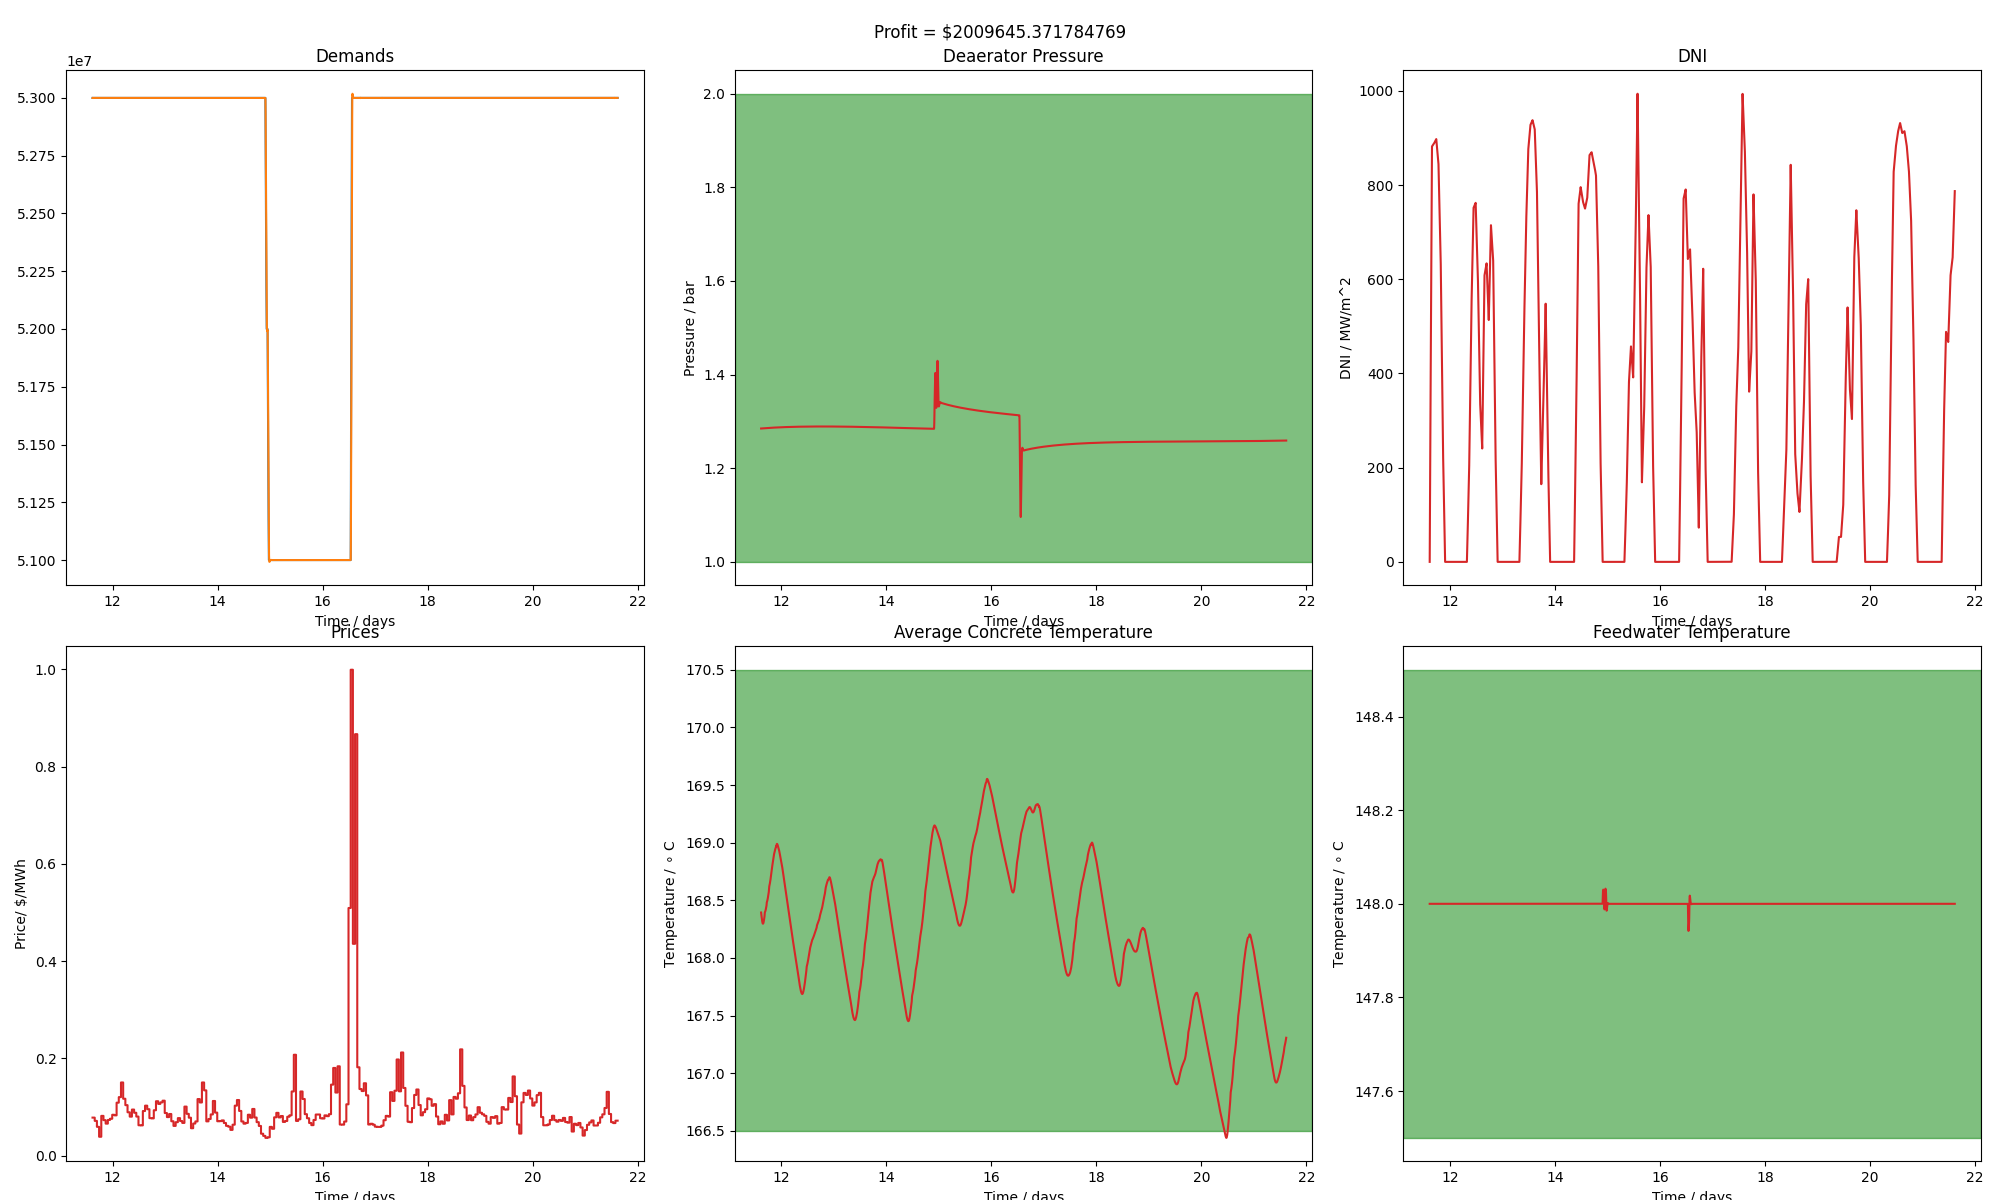 Profit = $2009645.371784769
Demands
1e7
5.300
5.275
5.250
5.225
5.200
5.175
5.150
5.125
5.100
12 14 16 18 20 22
Time / days
Deaerator Pressure
Pressure / bar
2.0
1.8
1.6
1.4
1.2
1.0
12 14 16 18 20 22
Time / days
DNI
DNI / MW/m^2
1000
800
600
400
200
0
12 14 16 18 20 22
Time / days
Prices
Price/ $/MWh
1.0
0.8
0.6
0.4
0.2
0.0
12 14 16 18 20 22
Time / days
Average Concrete Temperature
Temperature / ∘ C
170.5
170.0
169.5
169.0
168.5
168.0
167.5
167.0
166.5
12 14 16 18 20 22
Time / days
Feedwater Temperature
Temperature / ∘ C
148.4
148.2
148.0
147.8
147.6
12 14 16 18 20 22
Time / days